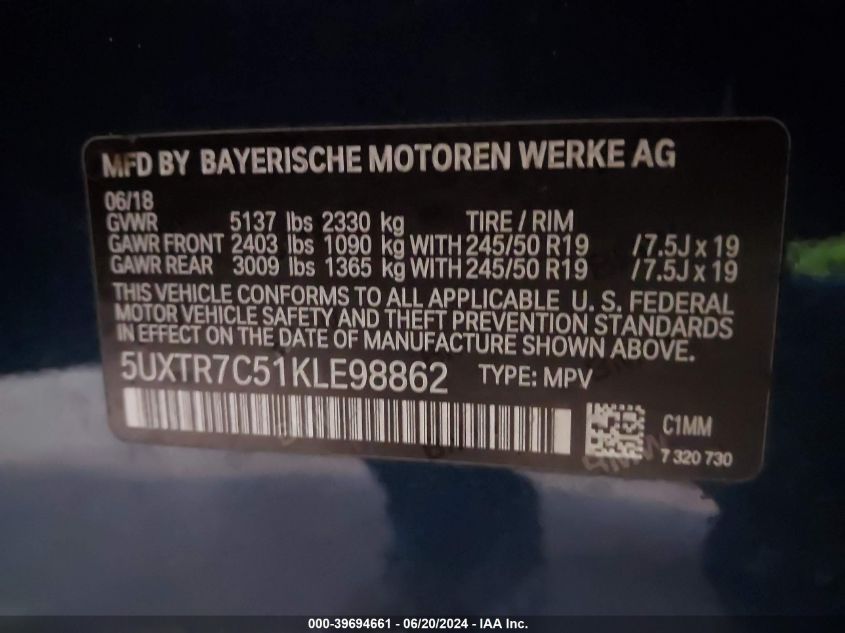 MFD BY BAYERISCHE MOTOREN WERKE AG
06/18
GVWR 5137 lbs 2330 kg TIRE / RIM
GAWR FRONT 2403 lbs 1090 kg WITH 245/50 R19 /7.5J x 19
GAWR REAR 3009 lbs 1365 kg WITH 245/50 R19 /7.5J x 19
THIS VEHICLE CONFORMS TO ALL APPLICABLE U. S. FEDERAL
MOTOR VEHICLE SAFETY AND THEFT PREVENTION STANDARDS
IN EFFECT ON THE DATE OF MANUFACTURE SHOWN ABOVE.
5UXTR7C51KLE98862 TYPE: MPV
C1MM
7 320 730
000-39694661 - 06/20/2024 - IAA Inc.